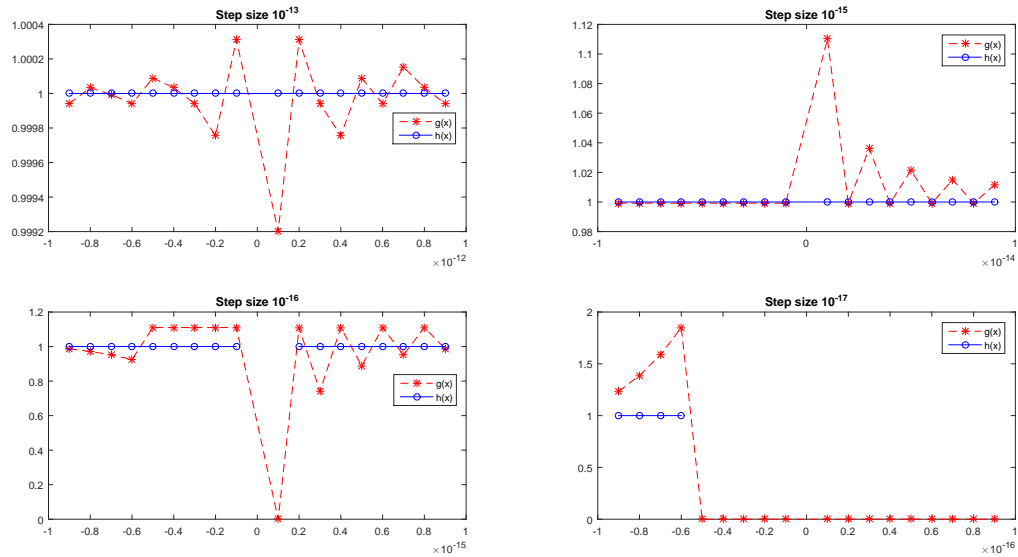 Step size 10^-13
1.0004
1.0002
1
0.9998
0.9996
0.9994
0.9992
-1 -0.8 -0.6 -0.4 -0.2 0 0.2 0.4 0.6 0.8 1
×10^-12
g(x)
h(x)
Step size 10^-15
1.12
1.1
1.08
1.06
1.04
1.02
1
0.98
-1 0 1
×10^-14
g(x)
h(x)
Step size 10^-16
1.2
1
0.8
0.6
0.4
0.2
0
-1 -0.8 -0.6 -0.4 -0.2 0 0.2 0.4 0.6 0.8 1
×10^-15
g(x)
h(x)
Step size 10^-17
2
1.5
1
0.5
0
-1 -0.8 -0.6 -0.4 -0.2 0 0.2 0.4 0.6 0.8 1
×10^-16
g(x)
h(x)